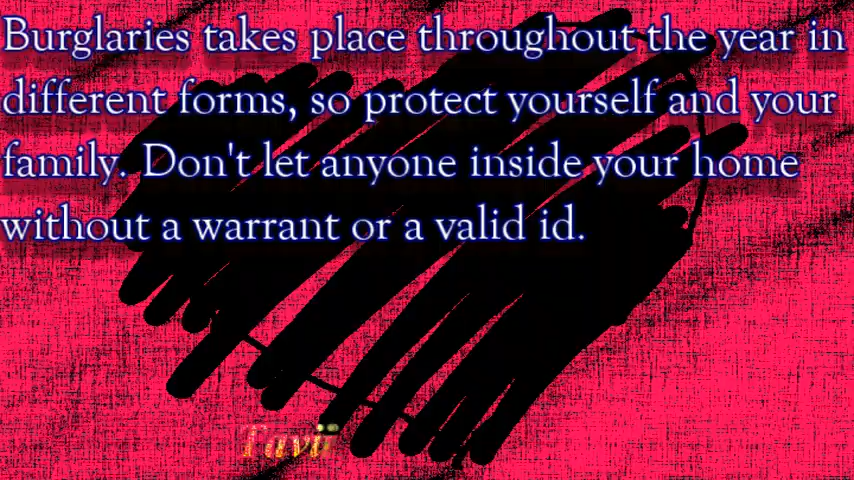 Burglaries takes place throughout the year in
different forms, so protect yourself and your
family. Don't let anyone inside your home
without a warrant or a valid id.
Tavii